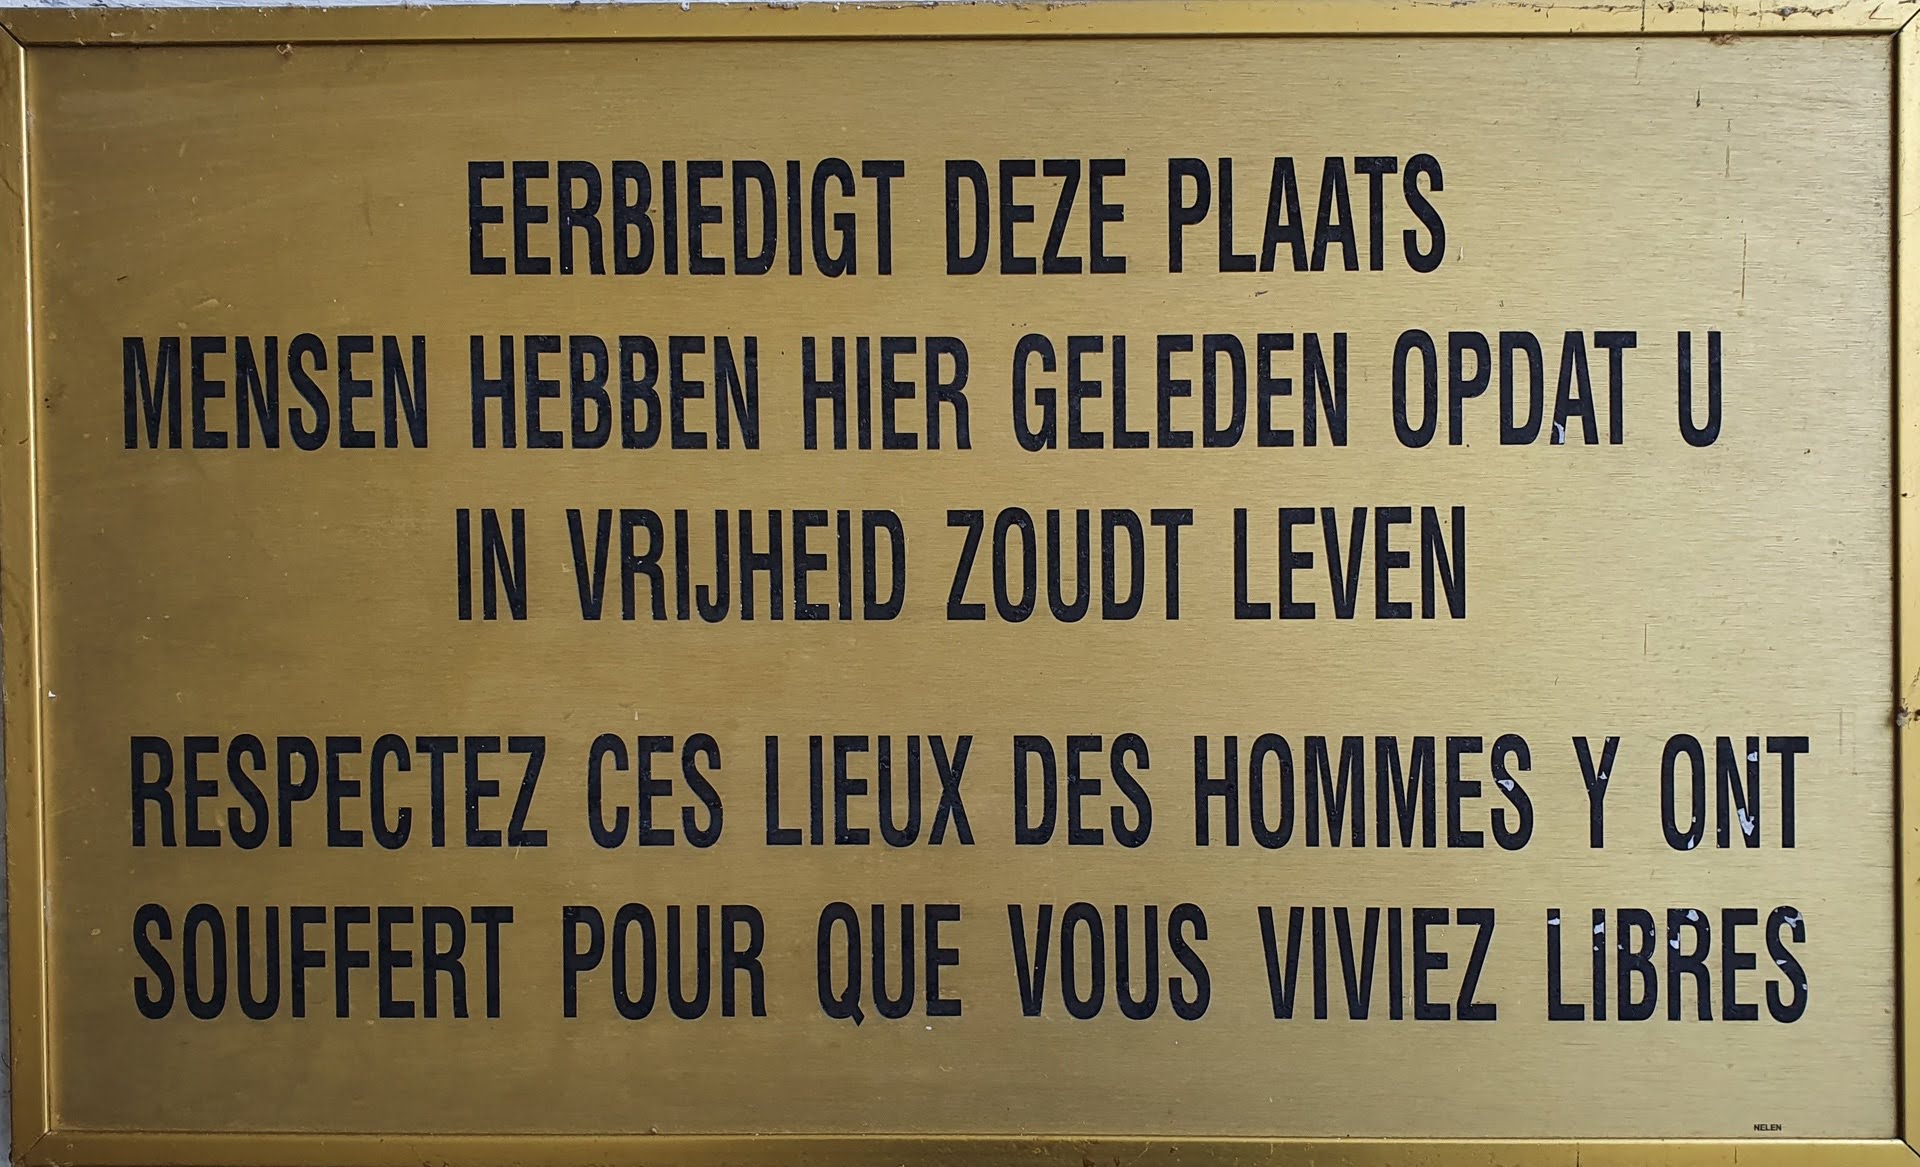 EERBIEDIGT DEZE PLAATS
MENSEN HEBBEN HIER GELEDEN OPDAT U
IN VRIJHEID ZOUDT LEVEN
RESPECTEZ CES LIEUX DES HOMMES Y ONT
SOUFFERT POUR QUE VOUS VIVIEZ LIBRES
NELEN